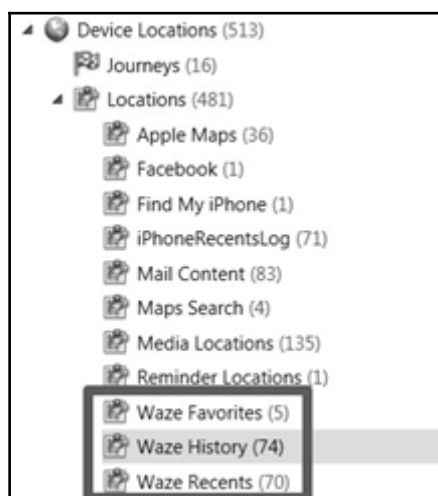 Device Locations (513)
Journeys (16)
Locations (481)
Apple Maps (36)
Facebook (1)
Find My iPhone (1)
iPhoneRecentsLog (71)
Mail Content (83)
Maps Search (4)
Media Locations (135)
Reminder Locations (1)
Waze Favorites (5)
Waze History (74)
Waze Recents (70)